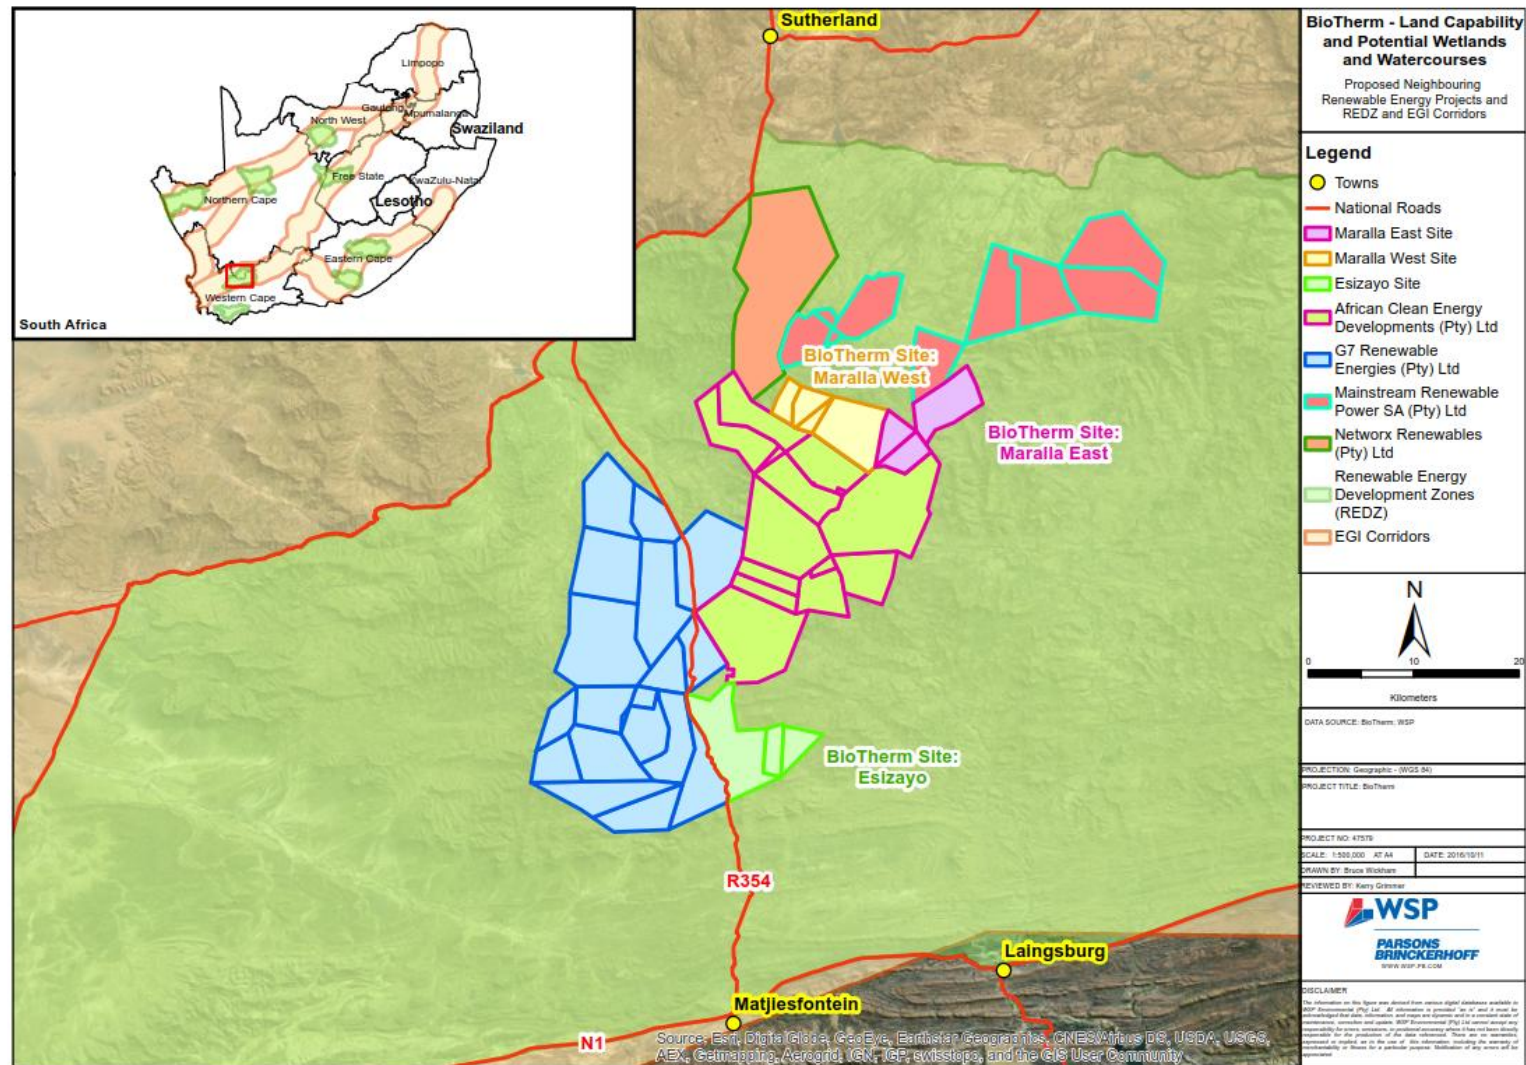 Limpopo
Gauteng
Mpumalanga
North West
Swaziland
Free State
KwaZulu-Natal
Northern Cape
Lesotho
Eastern Cape
Western Cape
South Africa
Sutherland
BioTherm Site:
Maralla West
BioTherm Site:
Maralla East
BioTherm Site:
Esizayo
R354
Laingsburg
Matjiesfontein
N1
Source: Esri, DigitalGlobe, GeoEye, Earthstar Geographics, CNES/Airbus DS, USDA, USGS,
AEX, Getmapping, Aerogrid, IGN, IGP, swisstopo, and the GIS User Community
BioTherm - Land Capability
and Potential Wetlands
and Watercourses
Proposed Neighbouring
Renewable Energy Projects and
REDZ and EGI Corridors
Legend
Towns
National Roads
Maralla East Site
Maralla West Site
Esizayo Site
African Clean Energy
Developments (Pty) Ltd
G7 Renewable
Energies (Pty) Ltd
Mainstream Renewable
Power SA (Pty) Ltd
Networx Renewables
(Pty) Ltd
Renewable Energy
Development Zones
(REDZ)
EGI Corridors
N
0 10 20
Kilometers
DATA SOURCE: BioTherm; WSP
PROJECTION: Geographic - (WGS 84)
PROJECT TITLE: BioTherm
PROJECT NO: 47579
SCALE: 1:500,000 AT A4 DATE: 2016/10/11
DRAWN BY: Bruce Wickham
REVIEWED BY: Kerry Grimmer
WSP
PARSONS
BRINCKERHOFF
WWW.WSP-PB.COM
DISCLAIMER